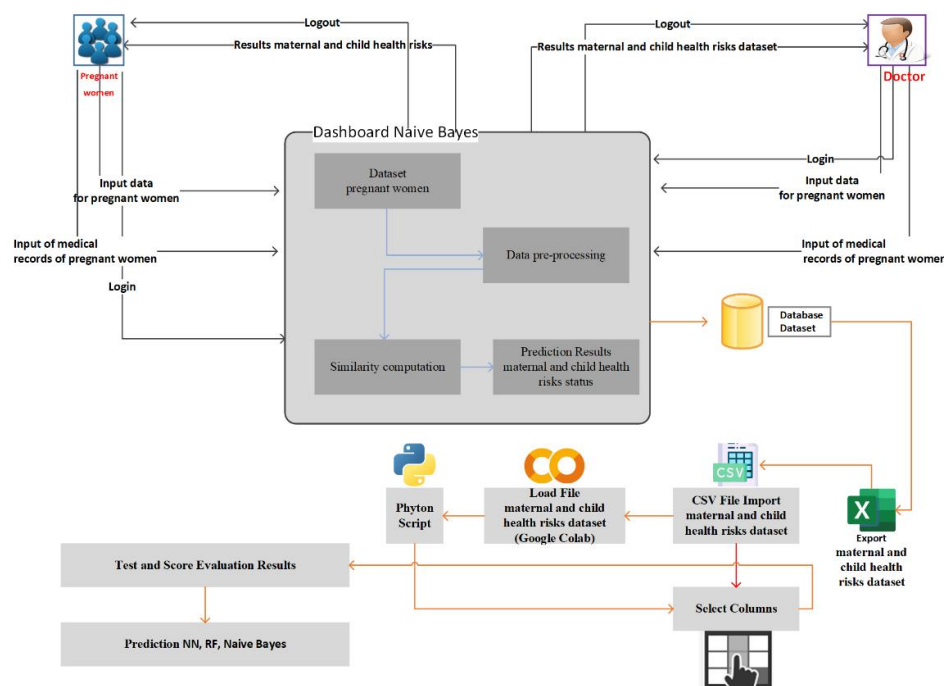 Logout
Results maternal and child health risks
Pregnant
women
Logout
Results maternal and child health risks dataset
Doctor
Dashboard Naive Bayes
Dataset
pregnant women
Data pre-processing
Similarity computation
Prediction Results
maternal and child health
risks status
Input data
for pregnant women
Input of medical
records of pregnant women
Login
Login
Input data
for pregnant women
Input of medical
records of pregnant women
Database
Dataset
CSV
X
Export
maternal and
child health
risks dataset
CSV File Import
maternal and child
health risks dataset
Load File
maternal and child
health risks dataset
(Google Colab)
Phyton
Script
Test and Score Evaluation Results
Select Columns
Prediction NN, RF, Naive Bayes